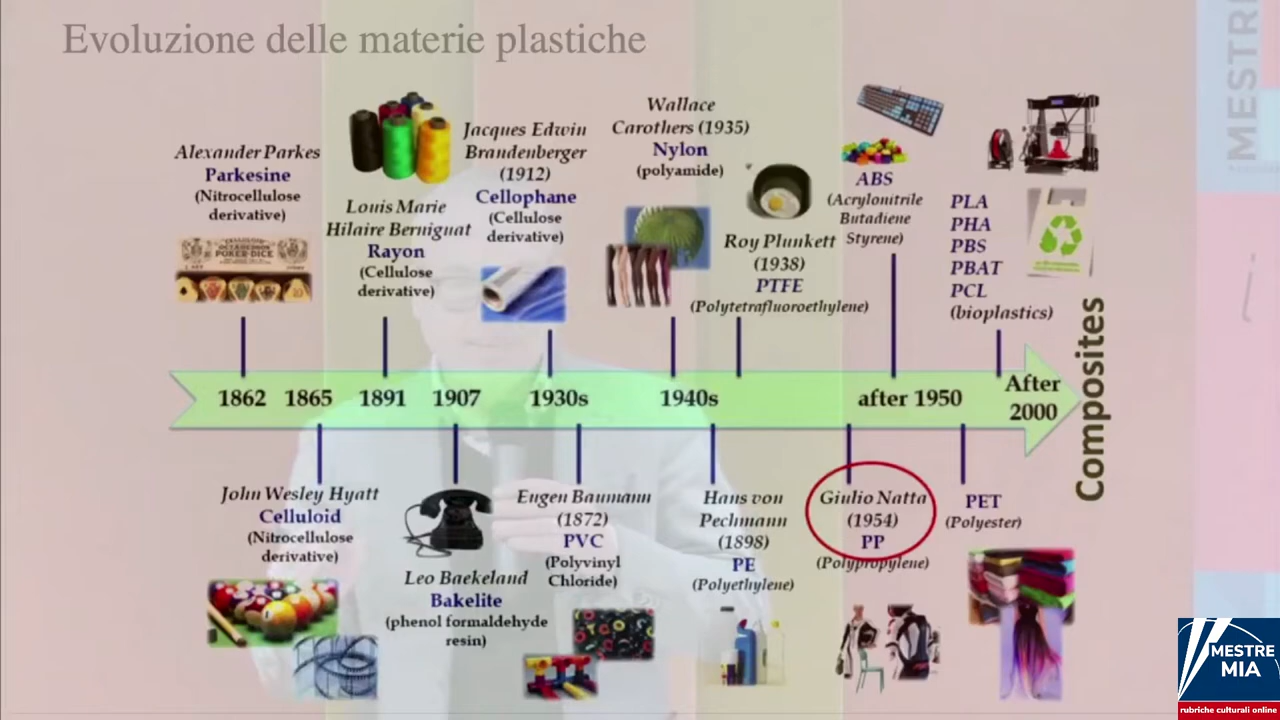 Evoluzione delle materie plastiche
Alexander Parkes
Parkesine
(Nitrocellulose
derivative)
Louis Marie
Hilaire Bernignat
Rayon
(Cellulose
derivative)
Jacques Edwin
Brandenberger
(1912)
Cellophane
(Cellulose
derivative)
Wallace
Carothers (1935)
Nylon
(polyamide)
Roy Plunkett
(1938)
PTFE
(Polytetrafluoroethylene)
ABS
(Acrylonitrile
Butadiene
Styrene)
PLA
PHA
PBS
PBAT
PCL
(bioplastics)
1862 1865 1891 1907 1930s 1940s after 1950 After
2000
Composites
John Wesley Hyatt
Celluloid
(Nitrocellulose
derivative)
Leo Baekeland
Bakelite
(phenol formaldehyde
resin)
Eugen Baumann
(1872)
PVC
(Polyvinyl
Chloride)
Hans von
Pechmann
(1898)
PE
(Polyethylene)
Giulio Natta
(1954)
PP
(Polypropylene)
PET
(Polyester)
POKER DICE
MESTRE
i
MESTRE
MIA
rubriche culturali online